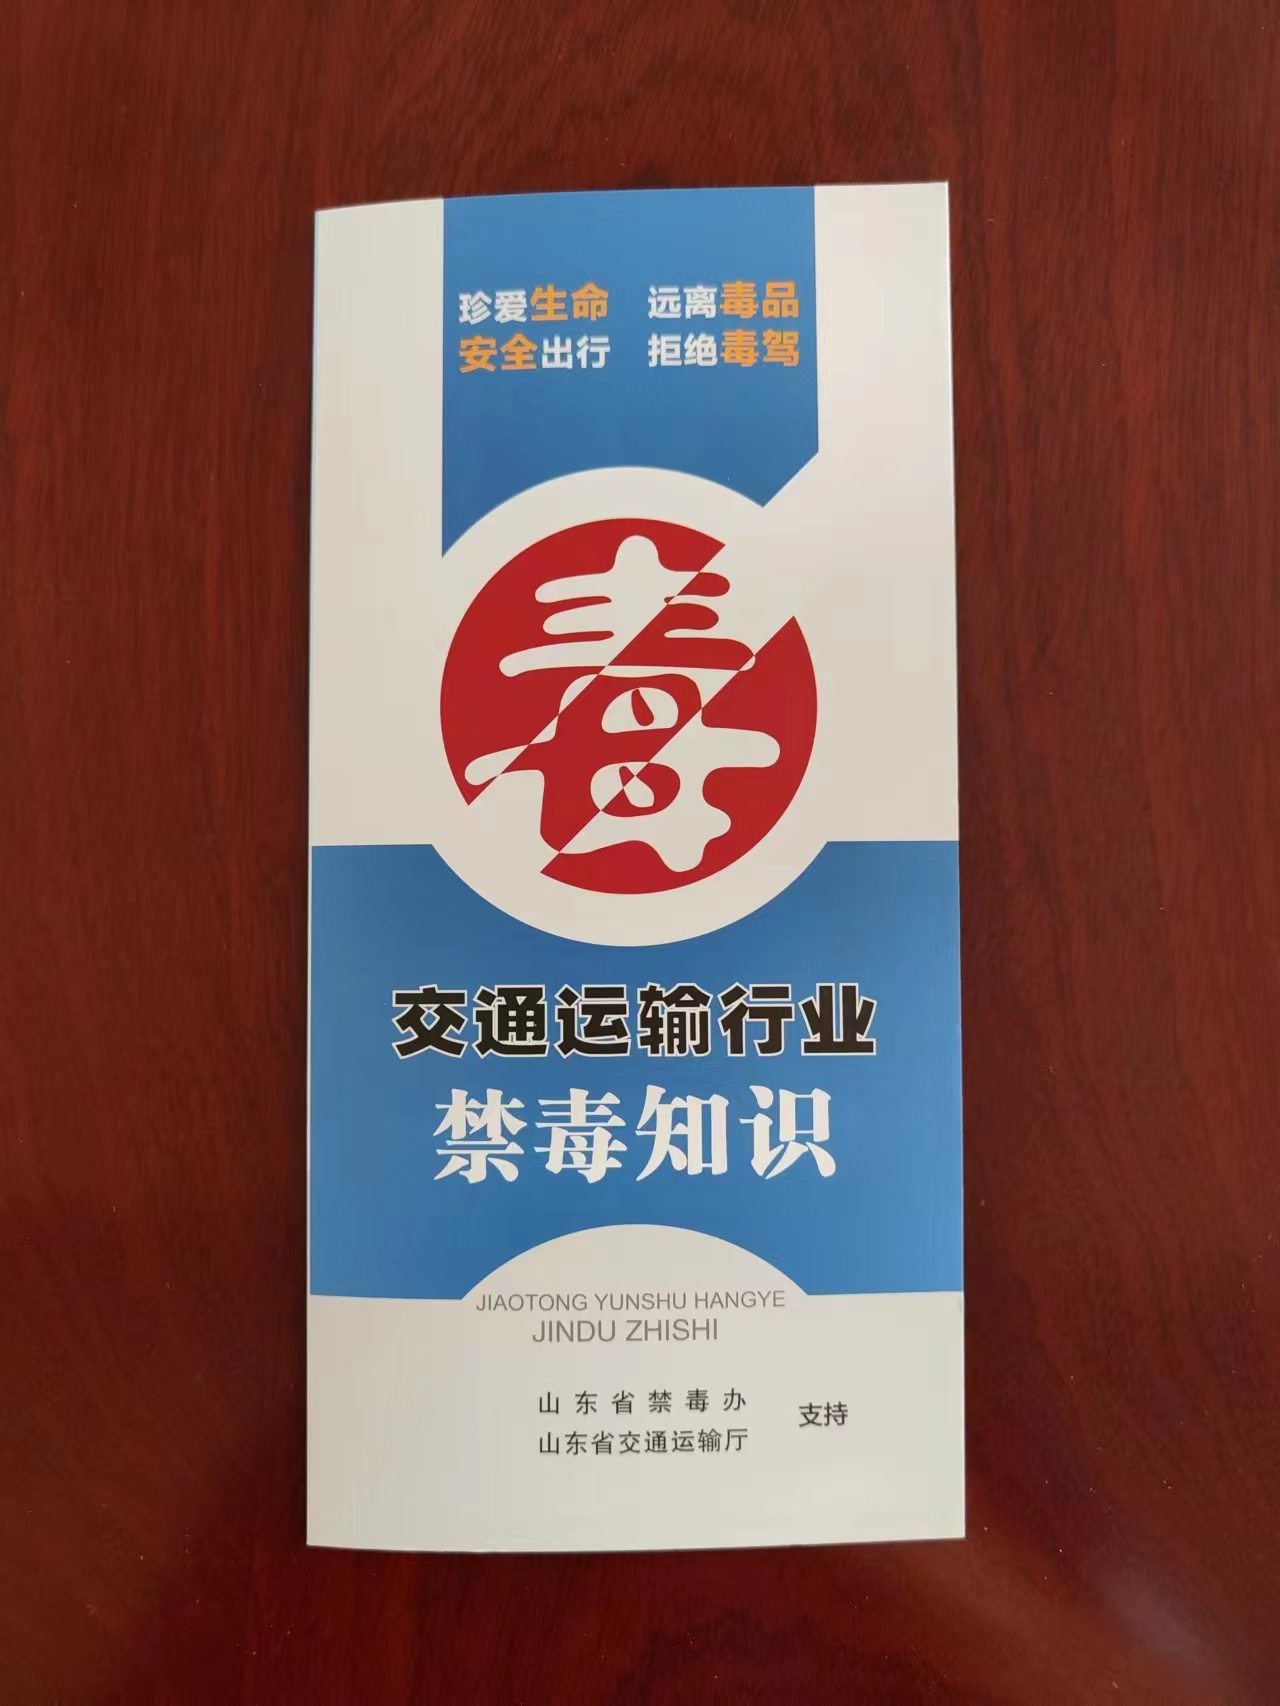 珍爱生命 远离毒品
安全出行 拒绝毒驾
毒
交通运输行业
禁毒知识
JIAOTONG YUNSHU HANGYE
JINDU ZHISHI
山东省禁毒办
山东省交通运输厅
支持